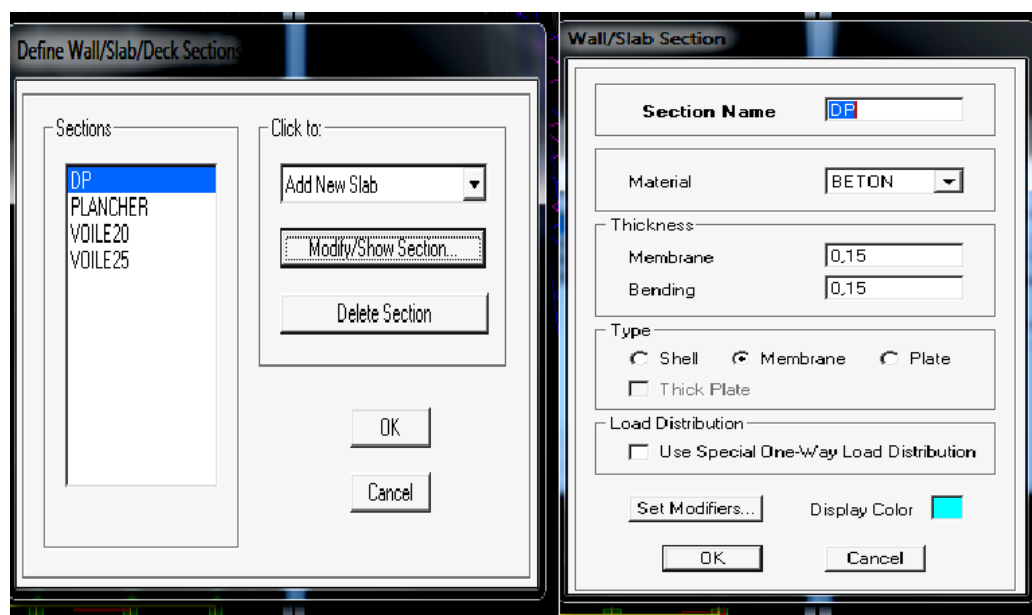 Define Wall/Slab/Deck Sections
Sections
DP
PLANCHER
VOILE20
VOILE25
Click to:
Add New Slab
Modify/Show Section...
Delete Section
OK
Cancel
Wall/Slab Section
Section Name DP
Material BETON
Thickness
Membrane 0,15
Bending 0,15
Type
Shell Membrane Plate
Thick Plate
Load Distribution
Use Special One-Way Load Distribution
Set Modifiers... Display Color
OK Cancel